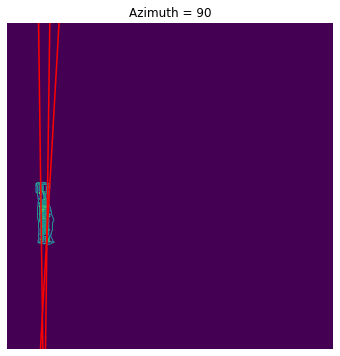 Azimuth = 90